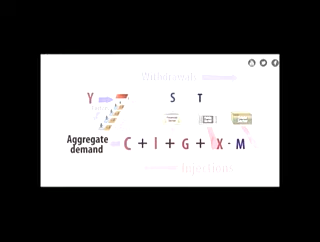 Withdrawals
Y S T
Aggregate
demand
C + I + G + X - M
Injections